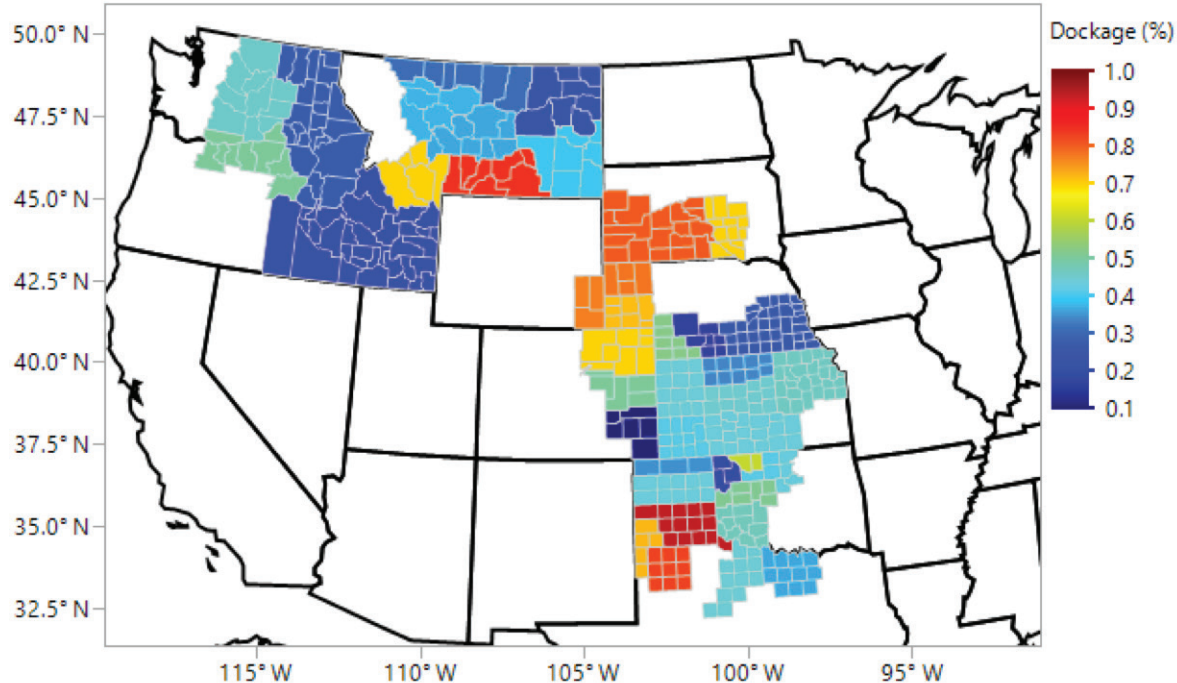 50.0° N
47.5° N
45.0° N
42.5° N
40.0° N
37.5° N
35.0° N
32.5° N
115° W
110° W
105° W
100° W
95° W
Dockage (%)
1.0
0.9
0.8
0.7
0.6
0.5
0.4
0.3
0.2
0.1